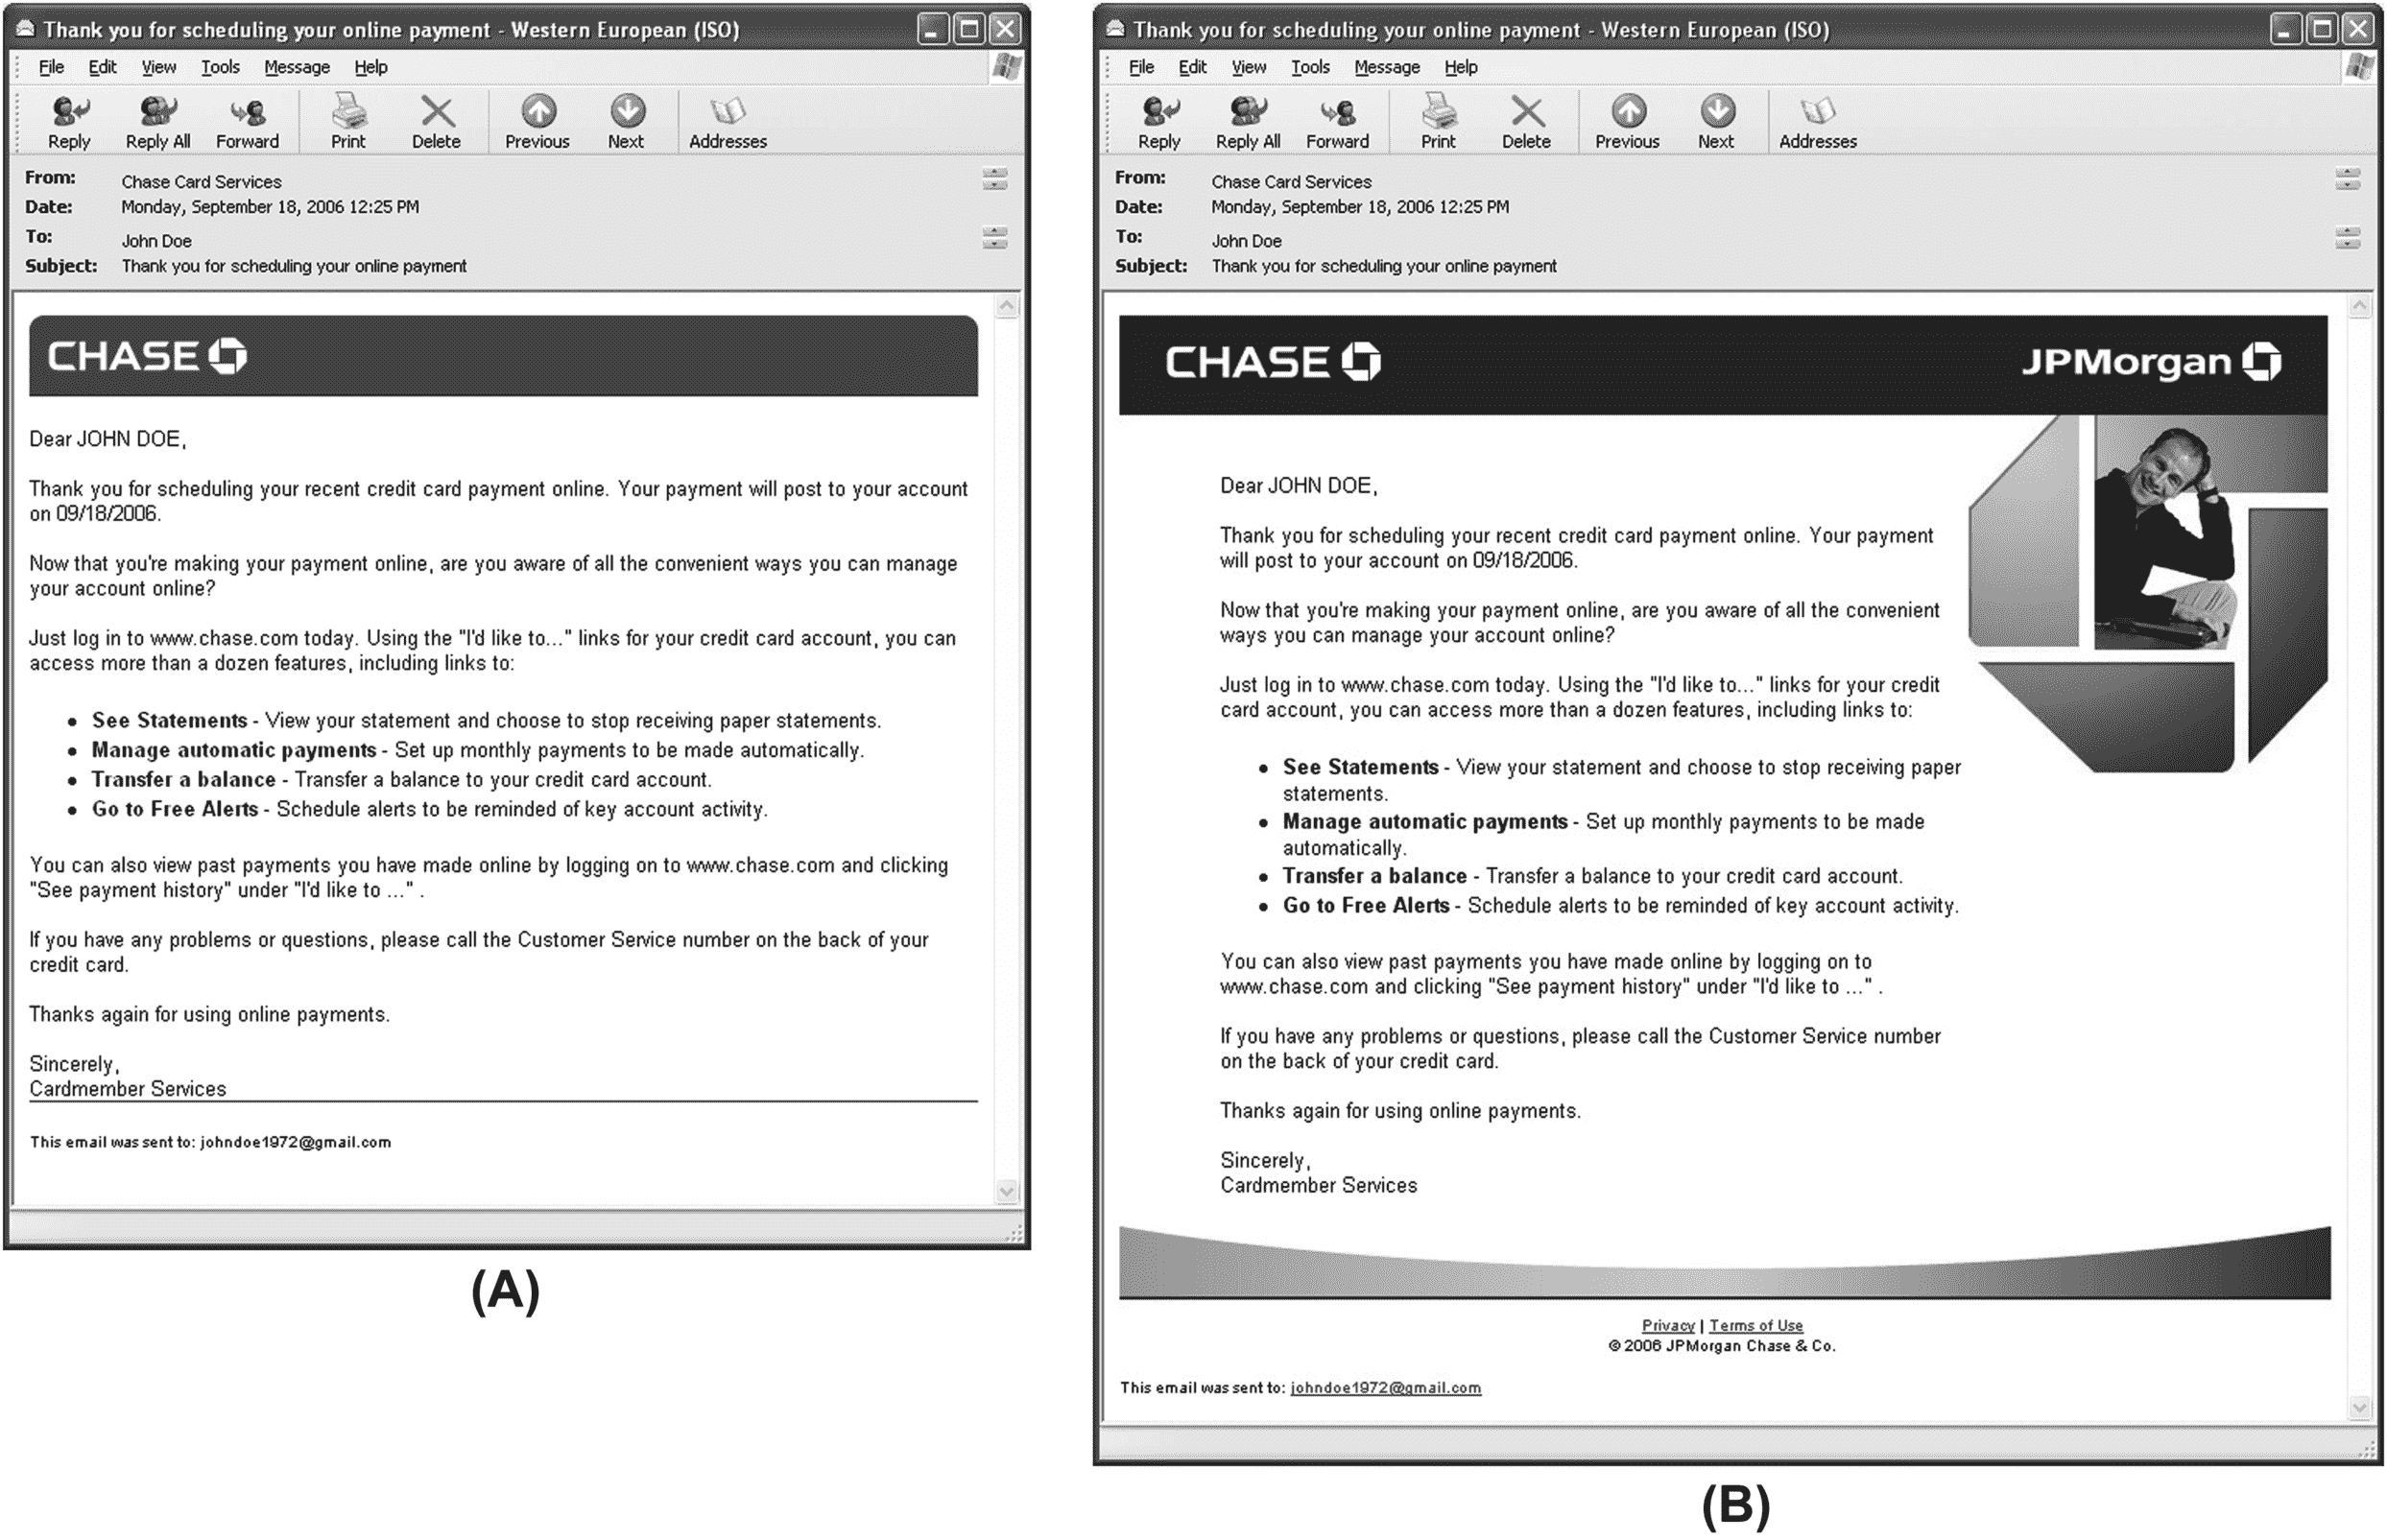 Thank you for scheduling your online payment - Western European (ISO)
File Edit View Tools Message Help
Reply Reply All Forward Print Delete Previous Next Addresses
From: Chase Card Services
Date: Monday, September 18, 2006 12:25 PM
To: John Doe
Subject: Thank you for scheduling your online payment
CHASE
Dear JOHN DOE,
Thank you for scheduling your recent credit card payment online. Your payment will post to your account
on 09/18/2006.
Now that you're making your payment online, are you aware of all the convenient ways you can manage
your account online?
Just log in to www.chase.com today. Using the "I'd like to..." links for your credit card account, you can
access more than a dozen features, including links to:
• See Statements - View your statement and choose to stop receiving paper statements.
• Manage automatic payments - Set up monthly payments to be made automatically.
• Transfer a balance - Transfer a balance to your credit card account.
• Go to Free Alerts - Schedule alerts to be reminded of key account activity.
You can also view past payments you have made online by logging on to www.chase.com and clicking
"See payment history" under "I'd like to ..." .
If you have any problems or questions, please call the Customer Service number on the back of your
credit card.
Thanks again for using online payments.
Sincerely,
Cardmember Services
This email was sent to: johndoe1972@gmail.com
(A)
Thank you for scheduling your online payment - Western European (ISO)
File Edit View Tools Message Help
Reply Reply All Forward Print Delete Previous Next Addresses
From: Chase Card Services
Date: Monday, September 18, 2006 12:25 PM
To: John Doe
Subject: Thank you for scheduling your online payment
CHASE JPMorgan
Dear JOHN DOE,
Thank you for scheduling your recent credit card payment online. Your payment
will post to your account on 09/18/2006.
Now that you're making your payment online, are you aware of all the convenient
ways you can manage your account online?
Just log in to www.chase.com today. Using the "I'd like to..." links for your credit
card account, you can access more than a dozen features, including links to:
• See Statements - View your statement and choose to stop receiving paper
statements.
• Manage automatic payments - Set up monthly payments to be made
automatically.
• Transfer a balance - Transfer a balance to your credit card account.
• Go to Free Alerts - Schedule alerts to be reminded of key account activity.
You can also view past payments you have made online by logging on to
www.chase.com and clicking "See payment history" under "I'd like to ..." .
If you have any problems or questions, please call the Customer Service number
on the back of your credit card.
Thanks again for using online payments.
Sincerely,
Cardmember Services
Privacy | Terms of Use
© 2006 JPMorgan Chase & Co.
This email was sent to: johndoe1972@gmail.com
(B)